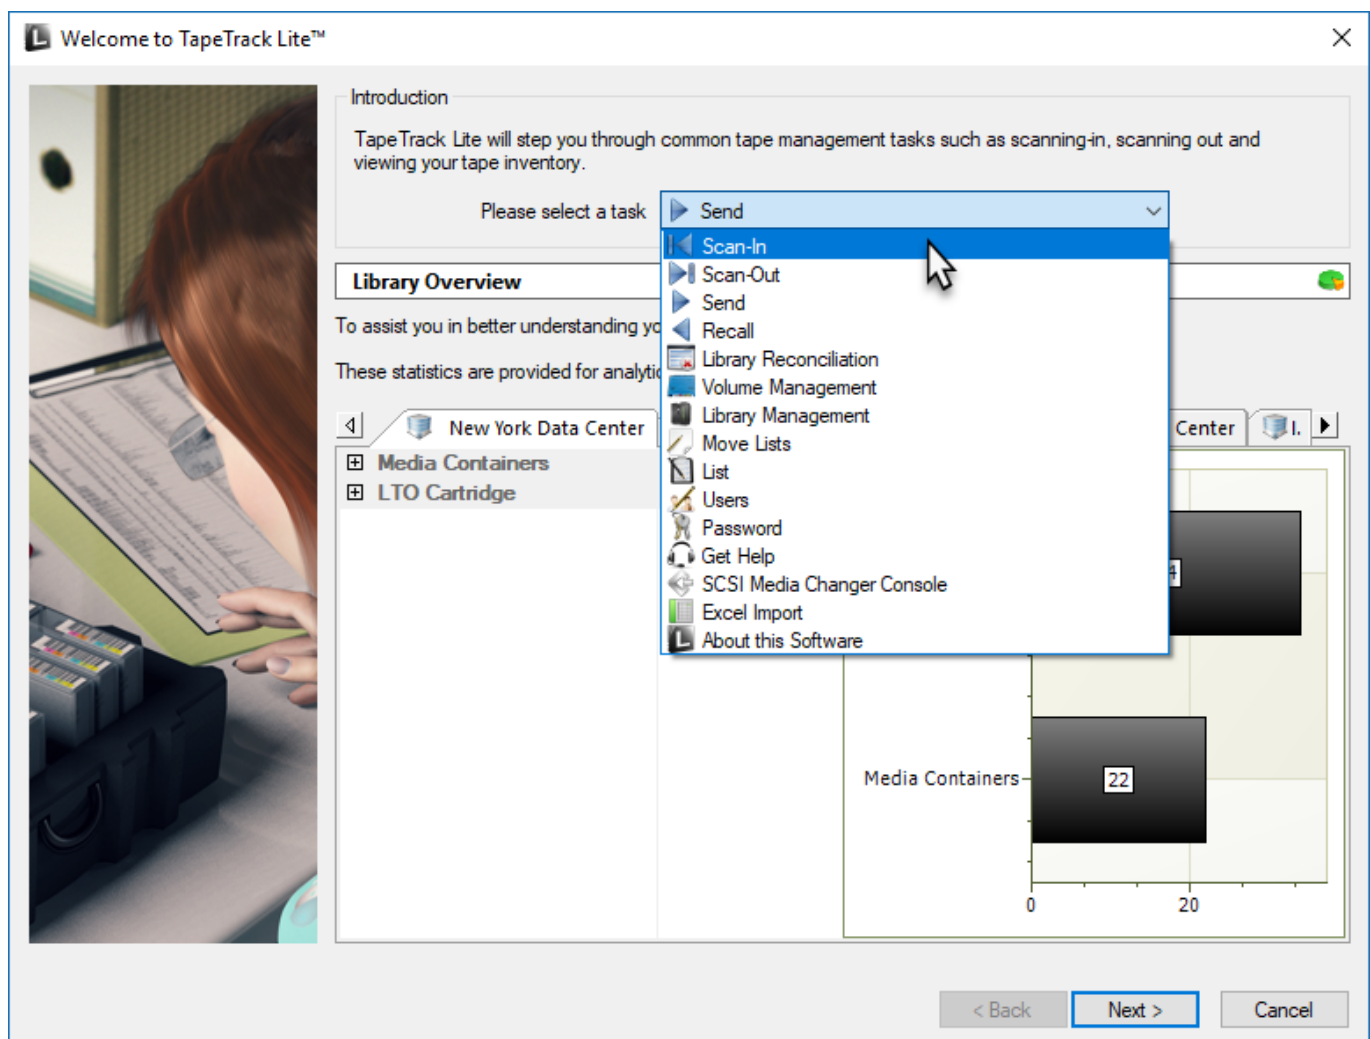 Welcome to TapeTrack Lite™
Introduction
TapeTrack Lite will step you through common tape management tasks such as scanning-in, scanning out and
viewing your tape inventory.
Please select a task
Send
Scan-In
Scan-Out
Send
Recall
Library Reconciliation
Volume Management
Library Management
Move Lists
List
Users
Password
Get Help
SCSI Media Changer Console
Excel Import
About this Software
Library Overview
To assist you in better understanding
These statistics are provided for
New York Data Center
Center
I.
Media Containers
LTO Cartridge
4
Media Containers
22
0
20
< Back
Next >
Cancel